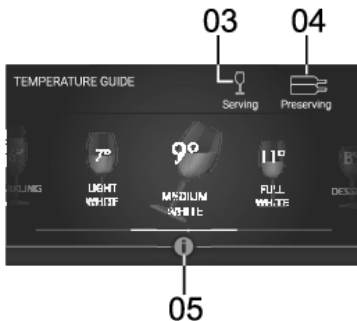 03 04
TEMPERATURE GUIDE
Serving Preserving
7° 9° 11°
LIGHT WHITE MEDIUM WHITE FULL WHITE
i
05